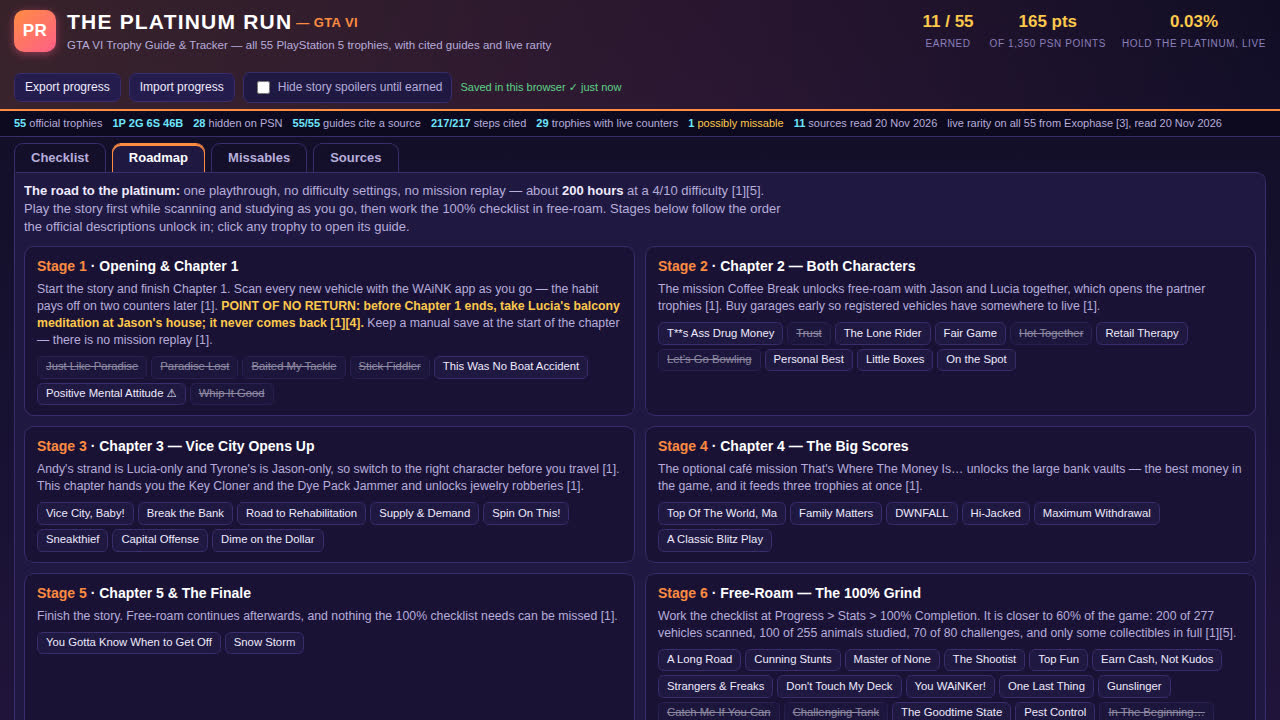 PR
THE PLATINUM RUN — GTA VI
GTA VI Trophy Guide & Tracker — all 55 PlayStation 5 trophies, with cited guides and live rarity
11 / 55
EARNED
165 pts
OF 1,350 PSN POINTS
0.03%
HOLD THE PLATINUM, LIVE
Export progress
Import progress
Hide story spoilers until earned
Saved in this browser ✓ just now
55 official trophies 1P 2G 6S 46B 28 hidden on PSN 55/55 guides cite a source 217/217 steps cited 29 trophies with live counters 1 possibly missable 11 sources read 20 Nov 2026 live rarity on all 55 from Exophase [3], read 20 Nov 2026
Checklist
Roadmap
Missables
Sources
The road to the platinum: one playthrough, no difficulty settings, no mission replay — about 200 hours at a 4/10 difficulty [1][5].
Play the story first while scanning and studying as you go, then work the 100% checklist in free-roam. Stages below follow the order
the official descriptions unlock in; click any trophy to open its guide.
Stage 1 · Opening & Chapter 1
Start the story and finish Chapter 1. Scan every new vehicle with the WAiNK app as you go — the habit
pays off on two counters later [1]. POINT OF NO RETURN: before Chapter 1 ends, take Lucia's balcony
meditation at Jason's house; it never comes back [1][4]. Keep a manual save at the start of the chapter
— there is no mission replay [1].
Just Like Paradise
Paradise Lost
Baited My Tackle
Stick Fiddler
This Was No Boat Accident
Positive Mental Attitude ⚠
Whip It Good
Stage 2 · Chapter 2 — Both Characters
The mission Coffee Break unlocks free-roam with Jason and Lucia together, which opens the partner
trophies [1]. Buy garages early so registered vehicles have somewhere to live [1].
T**s Ass Drug Money
Trust
The Lone Rider
Fair Game
Hot Together
Retail Therapy
Let's Go Bowling
Personal Best
Little Boxes
On the Spot
Stage 3 · Chapter 3 — Vice City Opens Up
Andy's strand is Lucia-only and Tyrone's is Jason-only, so switch to the right character before you travel [1].
This chapter hands you the Key Cloner and the Dye Pack Jammer and unlocks jewelry robberies [1].
Vice City, Baby!
Break the Bank
Road to Rehabilitation
Supply & Demand
Spin On This!
Sneakthief
Capital Offense
Dime on the Dollar
Stage 4 · Chapter 4 — The Big Scores
The optional café mission That's Where The Money Is… unlocks the large bank vaults — the best money in
the game, and it feeds three trophies at once [1].
Top Of The World, Ma
Family Matters
DWNFALL
Hi-Jacked
Maximum Withdrawal
A Classic Blitz Play
Stage 5 · Chapter 5 & The Finale
Finish the story. Free-roam continues afterwards, and nothing the 100% checklist needs can be missed [1].
You Gotta Know When to Get Off
Snow Storm
Stage 6 · Free-Roam — The 100% Grind
Work the checklist at Progress > Stats > 100% Completion. It is closer to 60% of the game: 200 of 277
vehicles scanned, 100 of 255 animals studied, 70 of 80 challenges, and only some collectibles in full [1][5].
A Long Road
Cunning Stunts
Master of None
The Shootist
Top Fun
Earn Cash, Not Kudos
Strangers & Freaks
Don't Touch My Deck
You WAiNKer!
One Last Thing
Gunslinger
Catch Me If You Can
Challenging Tank
The Goodtime State
Pest Control
In The Beginning…